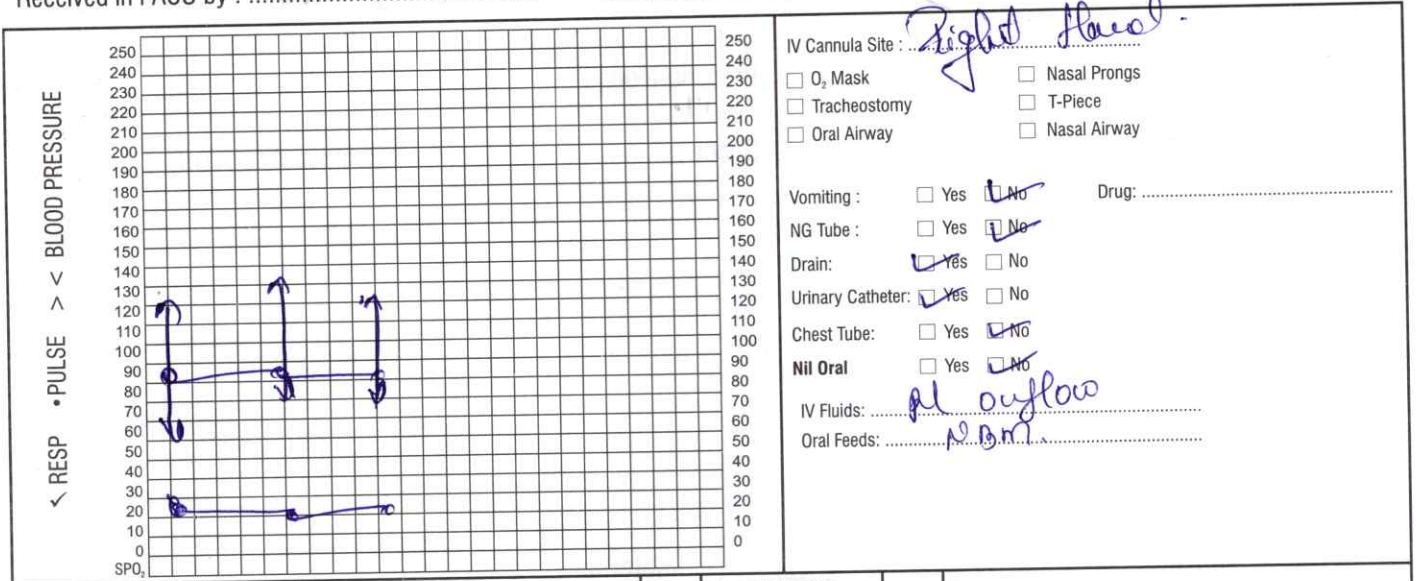 Received in PACU by :
250 250
240 240
230 230
220 220
210 210
200 200
190 190
180 180
170 170
160 160
150 150
140 140
130 130
120 120
110 110
100 100
90 90
80 80
70 70
60 60
50 50
40 40
30 30
20 20
10 10
0 0
SPO₂
< RESP • PULSE > < BLOOD PRESSURE
IV Cannula Site : Right Hand.
☐ O₂ Mask ☐ Nasal Prongs
☐ Tracheostomy ☐ T-Piece
☐ Oral Airway ☐ Nasal Airway
Vomiting : ☐ Yes ☑ No Drug:
NG Tube : ☐ Yes ☑ No
Drain: ☑ Yes ☐ No
Urinary Catheter: ☑ Yes ☐ No
Chest Tube: ☐ Yes ☑ No
Nil Oral ☐ Yes ☑ No
IV Fluids:
Oral Feeds: NBM.